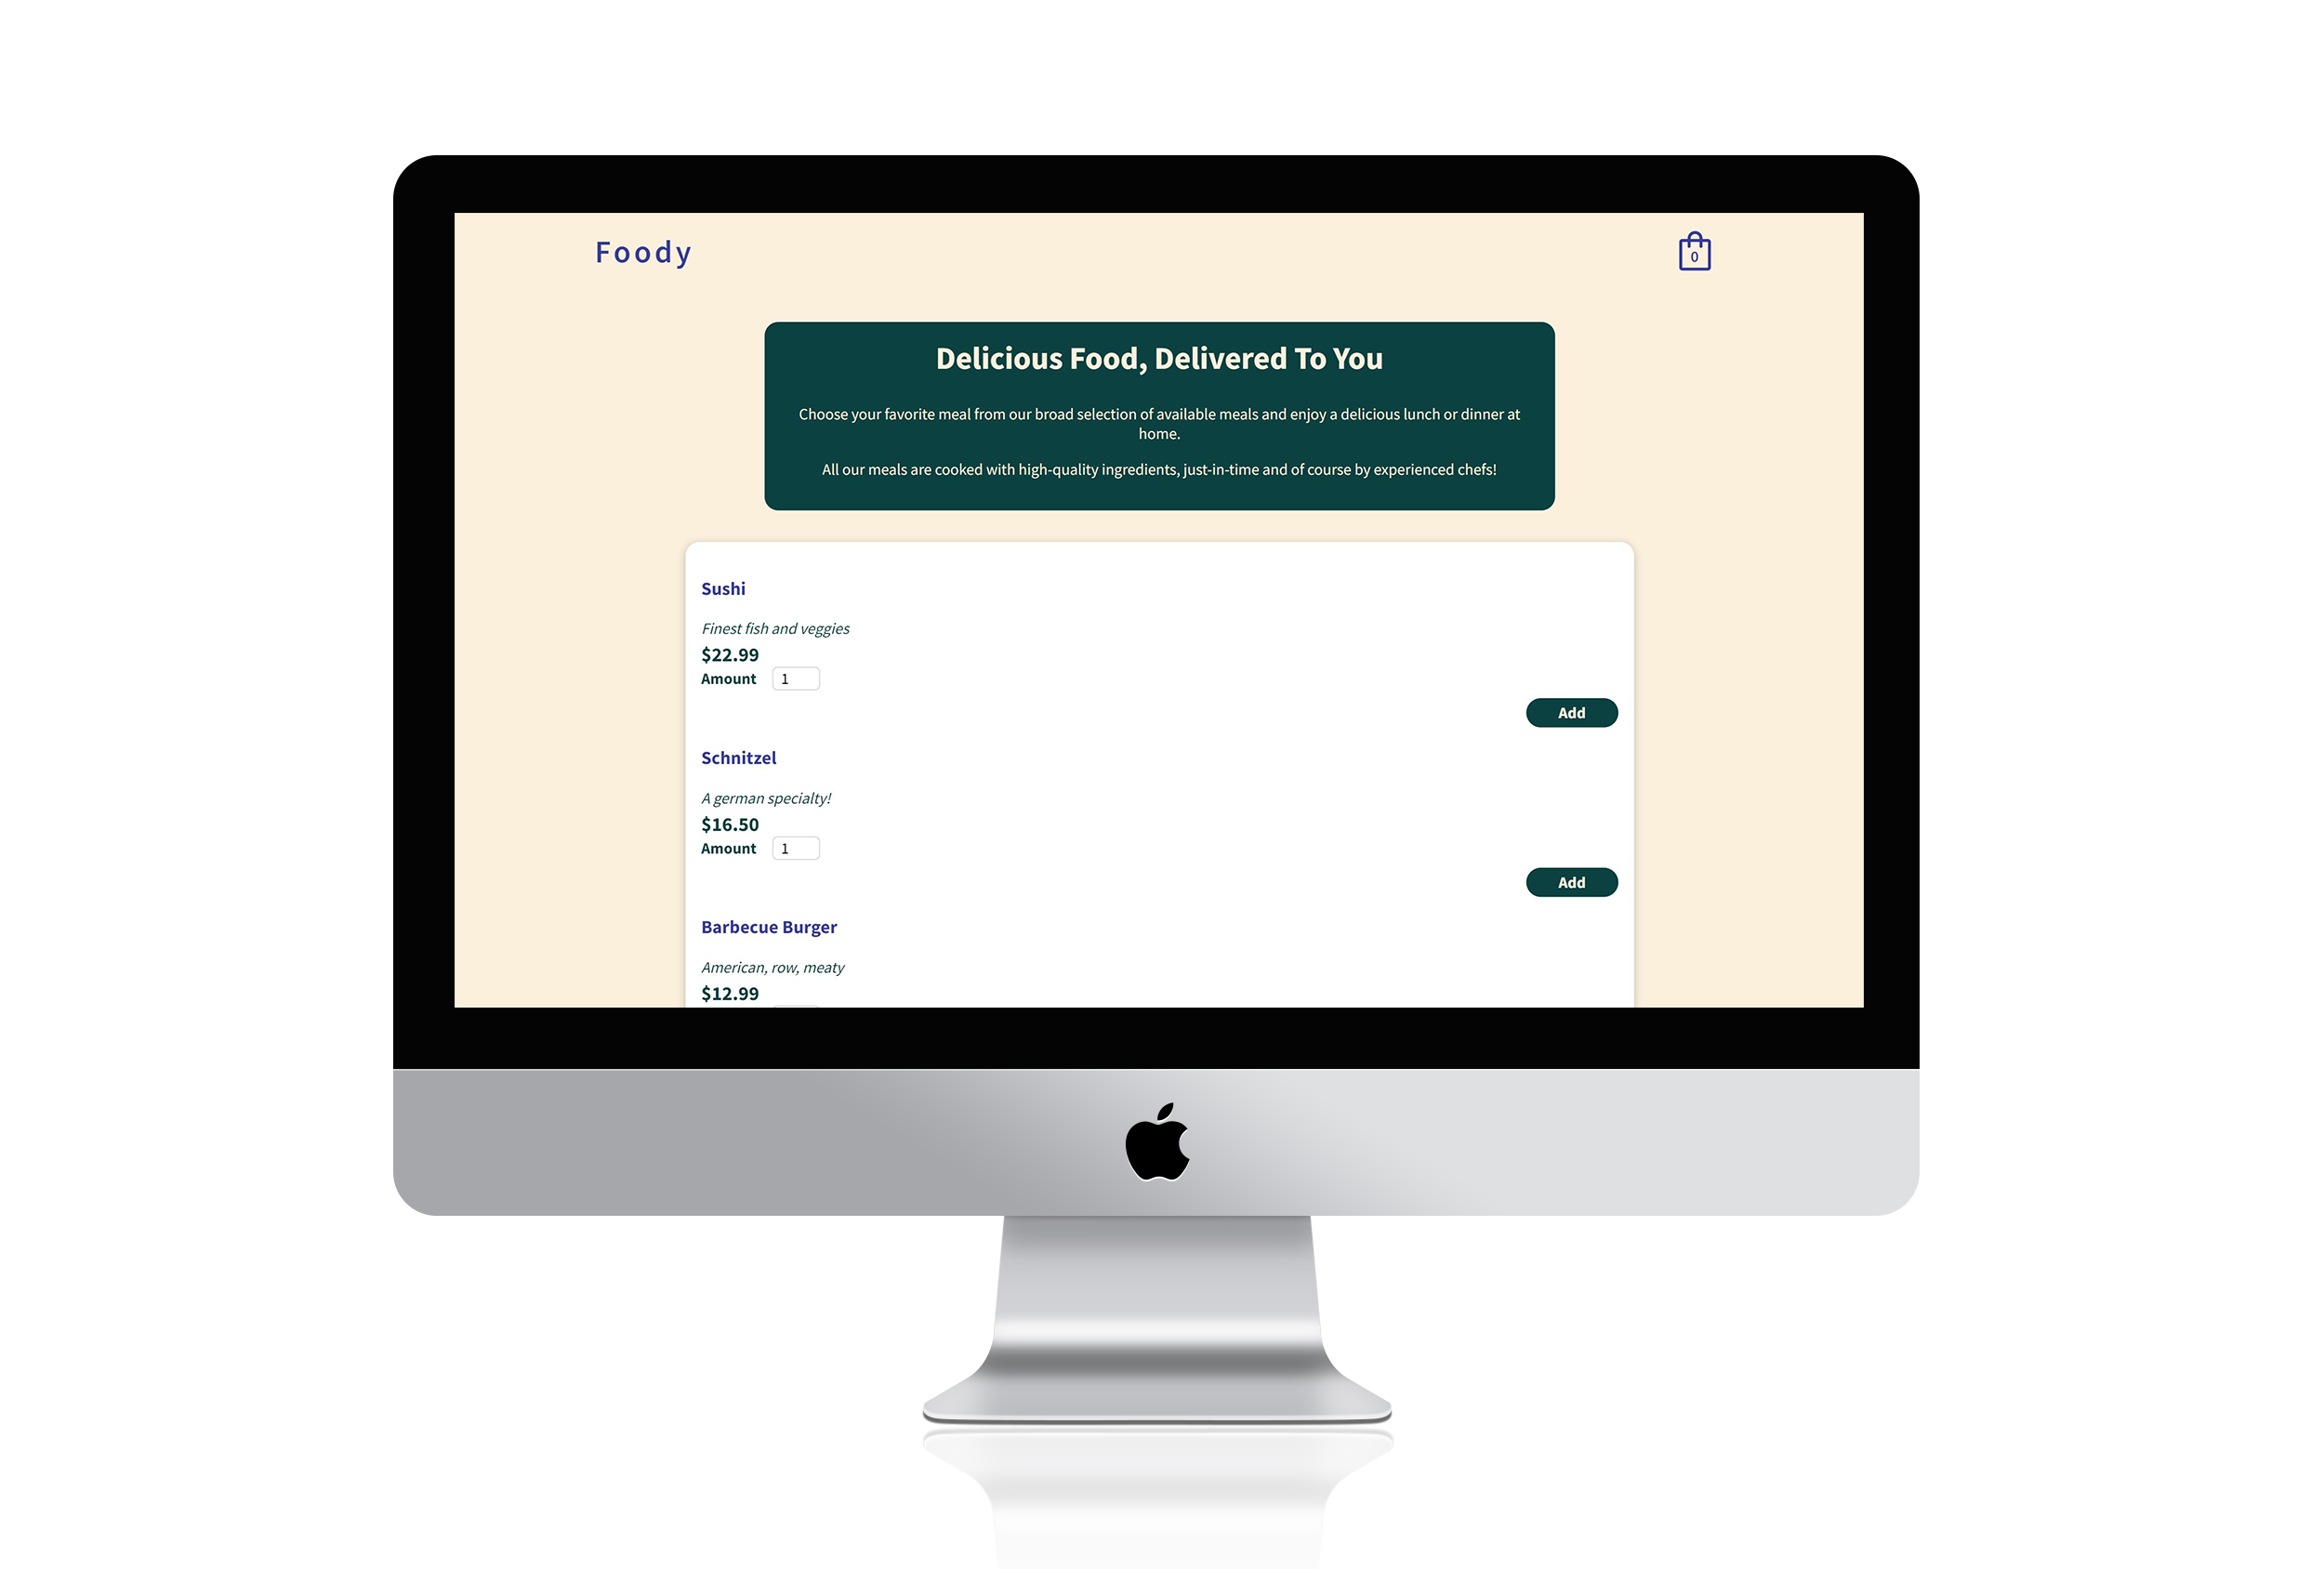 Foody
0
Delicious Food, Delivered To You
Choose your favorite meal from our broad selection of available meals and enjoy a delicious lunch or dinner at
home.
All our meals are cooked with high-quality ingredients, just-in-time and of course by experienced chefs!
Sushi
Finest fish and veggies
$22.99
Amount 1
Add
Schnitzel
A german specialty!
$16.50
Amount 1
Add
Barbecue Burger
American, row, meaty
$12.99